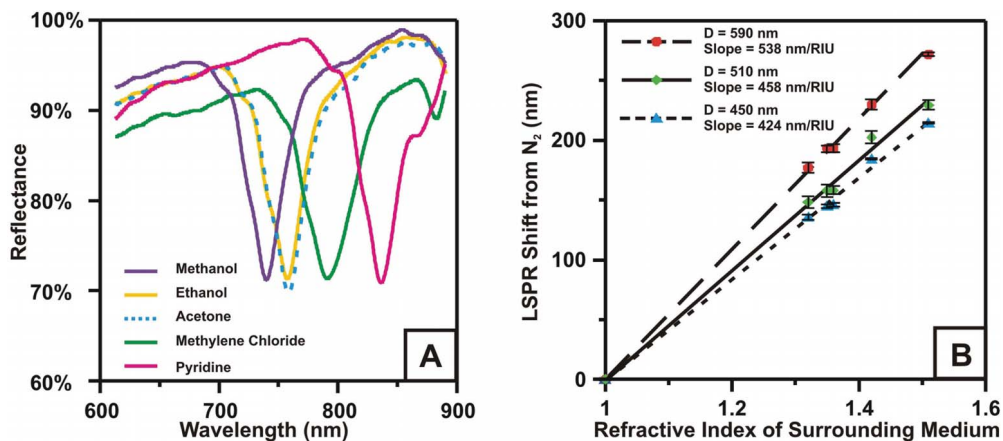 100%
90%
80%
70%
60%
Reflectance
Methanol
Ethanol
Acetone
Methylene Chloride
Pyridine
A
600
700
800
900
Wavelength (nm)
300
200
100
0
LSPR Shift from N₂ (nm)
D = 590 nm
Slope = 538 nm/RIU
D = 510 nm
Slope = 458 nm/RIU
D = 450 nm
Slope = 424 nm/RIU
B
1
1.2
1.4
1.6
Refractive Index of Surrounding Medium